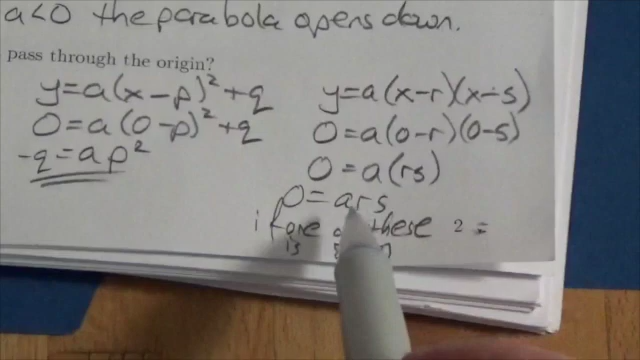 a<0 the parabola opens down.
pass through the origin?
y=a(x-p)²+q
0=a(0-p)²+q
-q=ap²
y=a(x-r)(x-s)
0=a(0-r)(0-s)
0=a(rs)
0=ars
if one of these 2 =
is